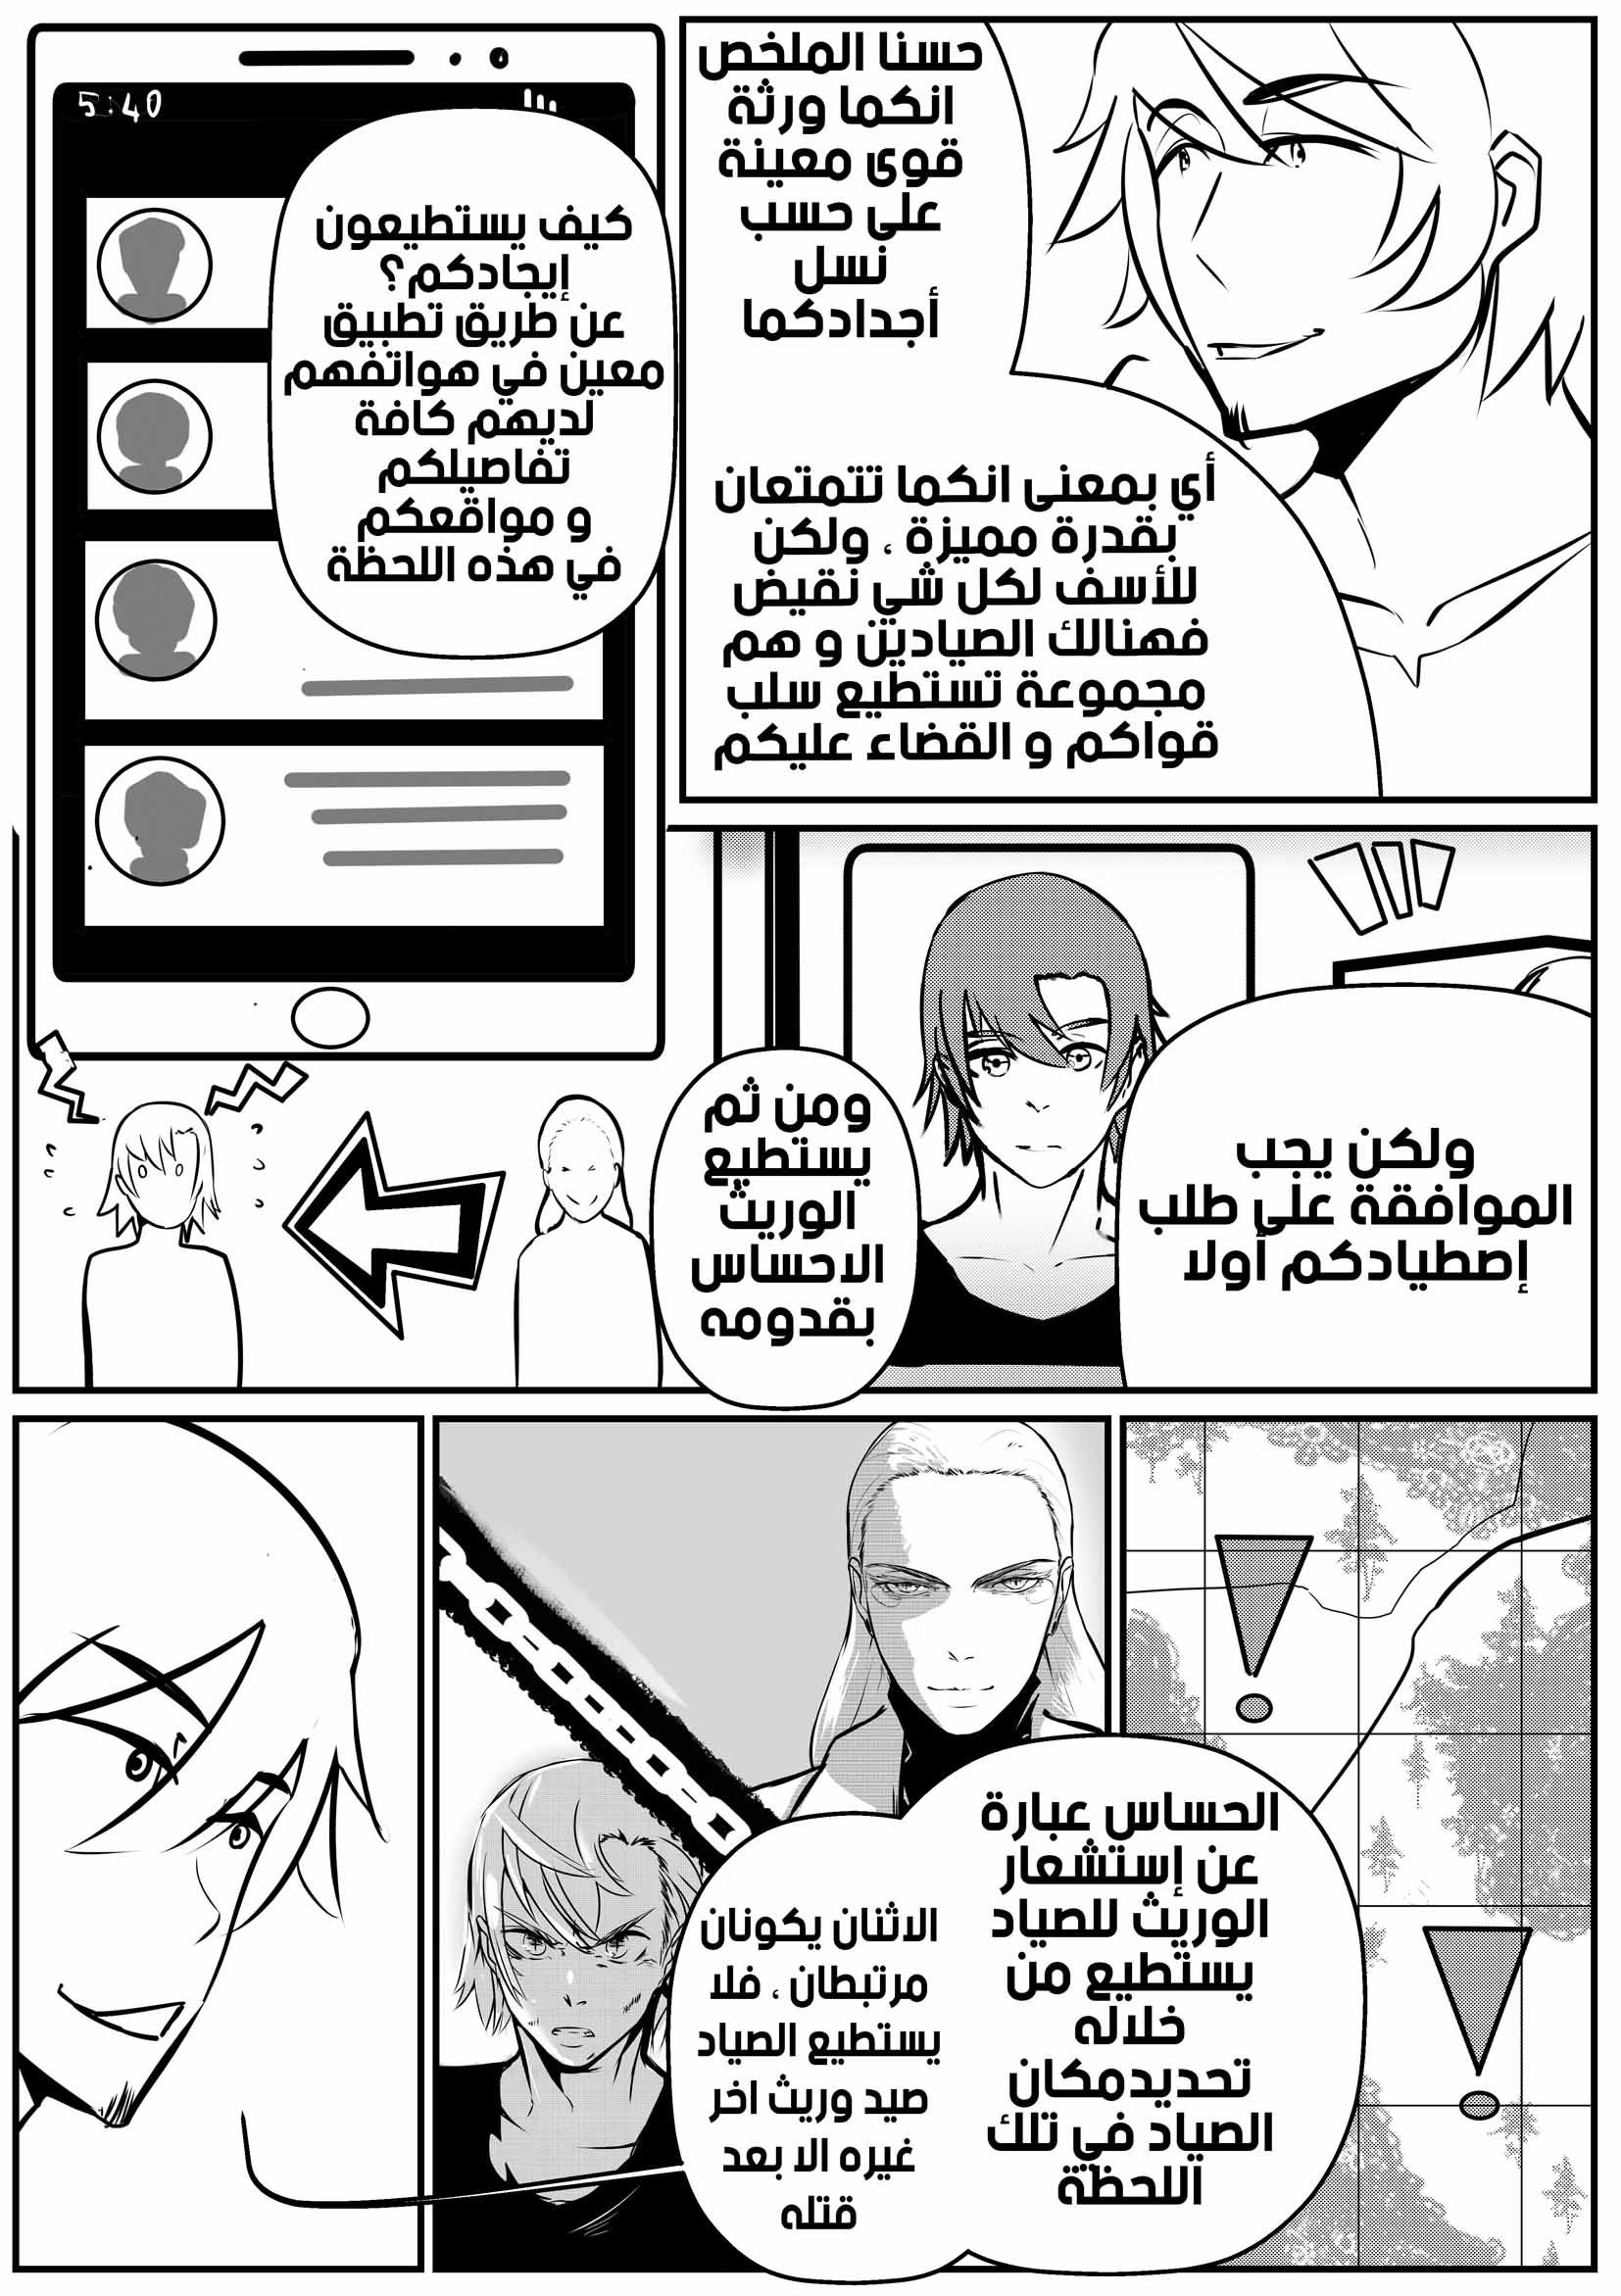 حسنا الملخص
انكما ورثة
قوى معينة
على حسب
نسل
أجدادكما
أي بمعنى انكما تتمتعان
بقدرة مميزة ، ولكن
للأسف لكل شي نقيض
فهنالك الصيادين و هم
مجموعة تستطيع سلب
قواكم و القضاء عليكم
5:40
كيف يستطيعون
إيجادكم؟
عن طريق تطبيق
معين في هواتفهم
لديهم كافة
تفاصيلكم
و مواقعكم
في هذه اللحظة
ولكن يجب
الموافقة على طلب
إصطيادكم أولا
ومن ثم
يستطيع
الوريث
الاحساس
بقدومه
الحساس عبارة
عن إستشعار
الوريث للصياد
يستطيع من
خلاله
تحديدمكان
الصياد في تلك
اللحظة
الاثنان يكونان
مرتبطان ، فلا
يستطيع الصياد
صيد وريث اخر
غيره الا بعد
قتله